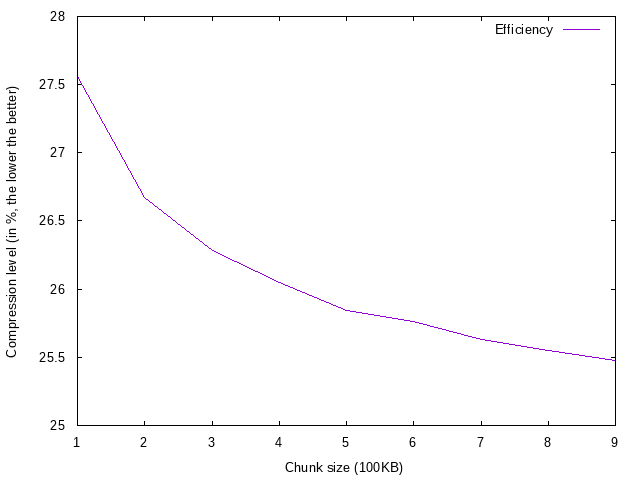 28
Efficiency
27.5
27
26.5
26
25.5
25
Compression level (in %, the lower the better)
1 2 3 4 5 6 7 8 9
Chunk size (100KB)